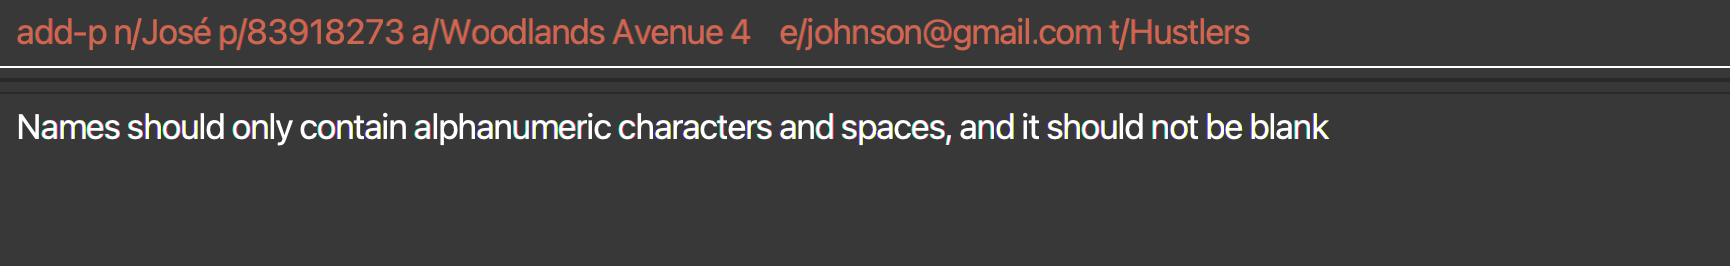 add-p n/José p/83918273 a/Woodlands Avenue 4    e/johnson@gmail.com t/Hustlers
Names should only contain alphanumeric characters and spaces, and it should not be blank